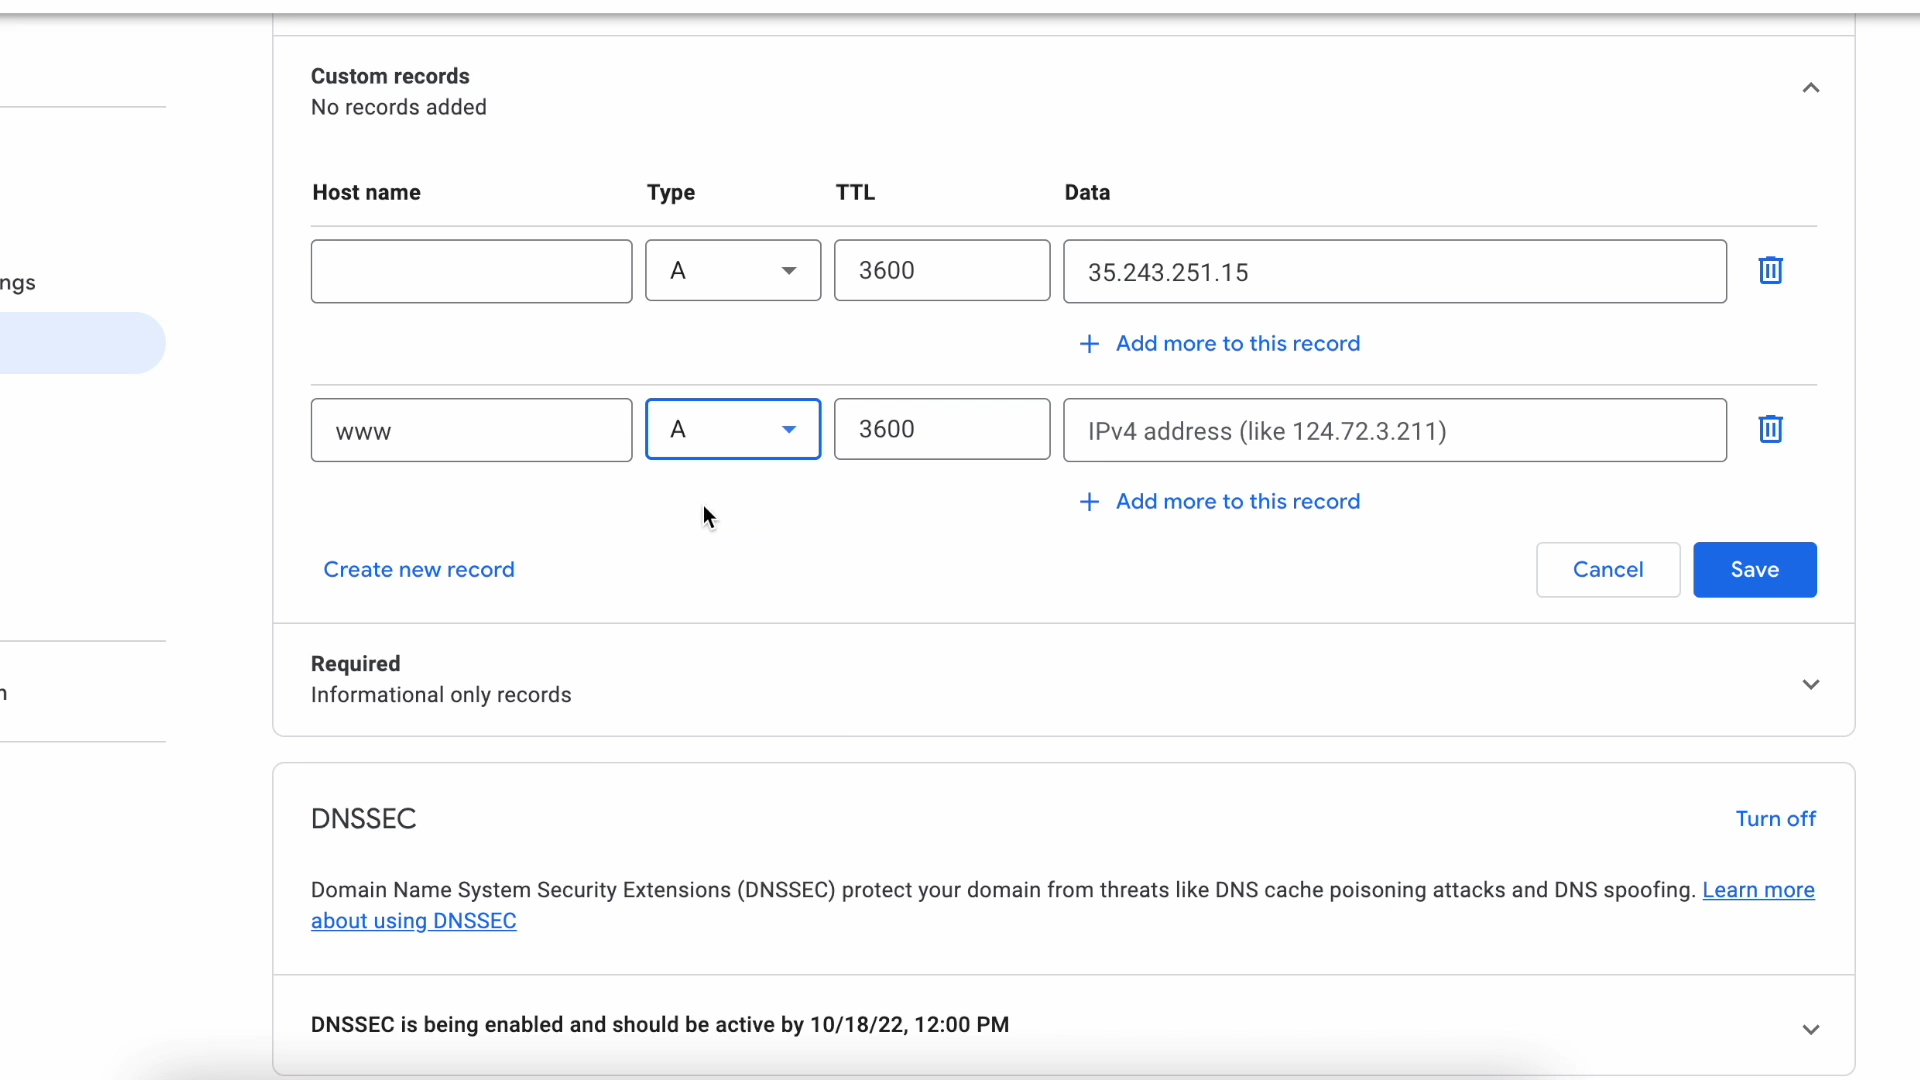 Custom records
No records added
Host name Type TTL Data
A 3600 35.243.251.15
ngs
+ Add more to this record
www A 3600 IPv4 address (like 124.72.3.211)
+ Add more to this record
Create new record Cancel Save
Required
Informational only records
n
DNSSEC Turn off
Domain Name System Security Extensions (DNSSEC) protect your domain from threats like DNS cache poisoning attacks and DNS spoofing. Learn more
about using DNSSEC
DNSSEC is being enabled and should be active by 10/18/22, 12:00 PM